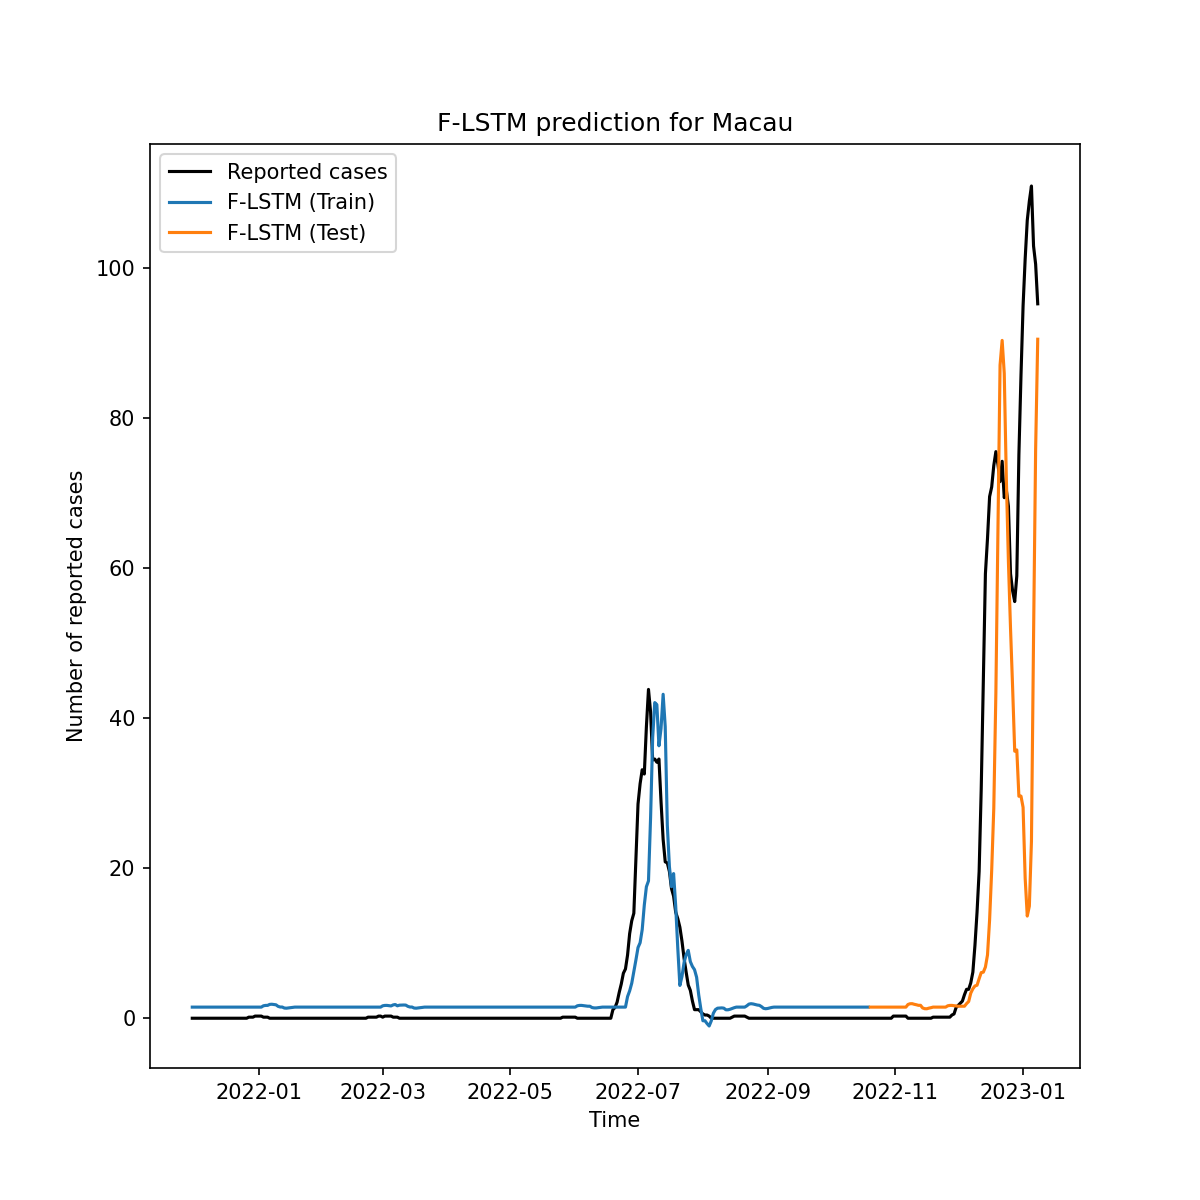 F-LSTM prediction for Macau
Reported cases
F-LSTM (Train)
F-LSTM (Test)
Number of reported cases
100
80
60
40
20
0
2022-01 2022-03 2022-05 2022-07 2022-09 2022-11 2023-01
Time